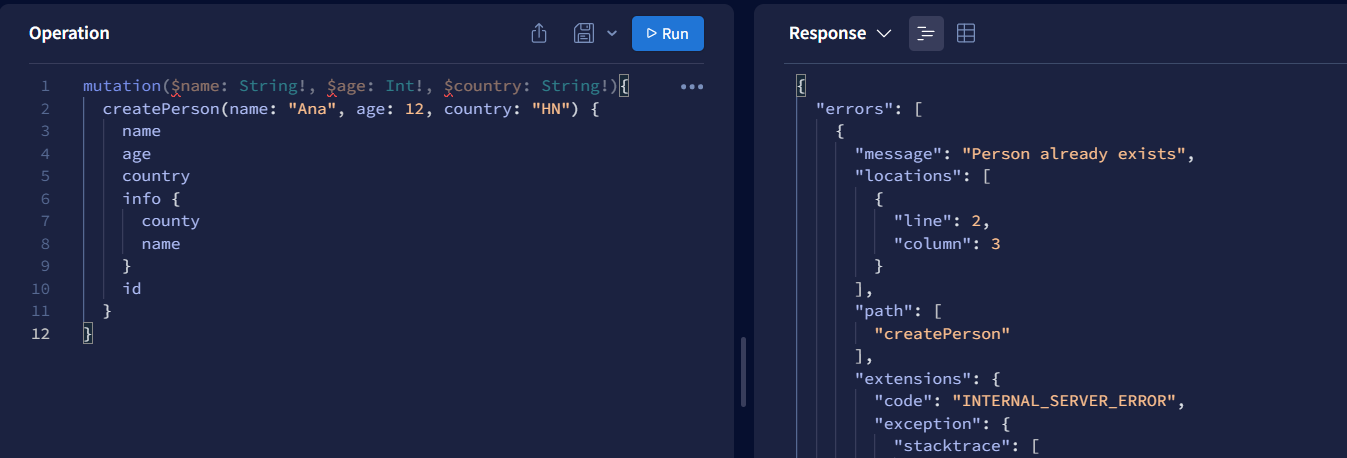 Operation
Run
1 mutation($name: String!, $age: Int!, $country: String!){
2 createPerson(name: "Ana", age: 12, country: "HN") {
3 name
4 age
5 country
6 info {
7 county
8 name
9 }
10 id
11 }
12 }
Response
{
"errors": [
{
"message": "Person already exists",
"locations": [
{
"line": 2,
"column": 3
}
],
"path": [
"createPerson"
],
"extensions": {
"code": "INTERNAL_SERVER_ERROR",
"exception": {
"stacktrace": [